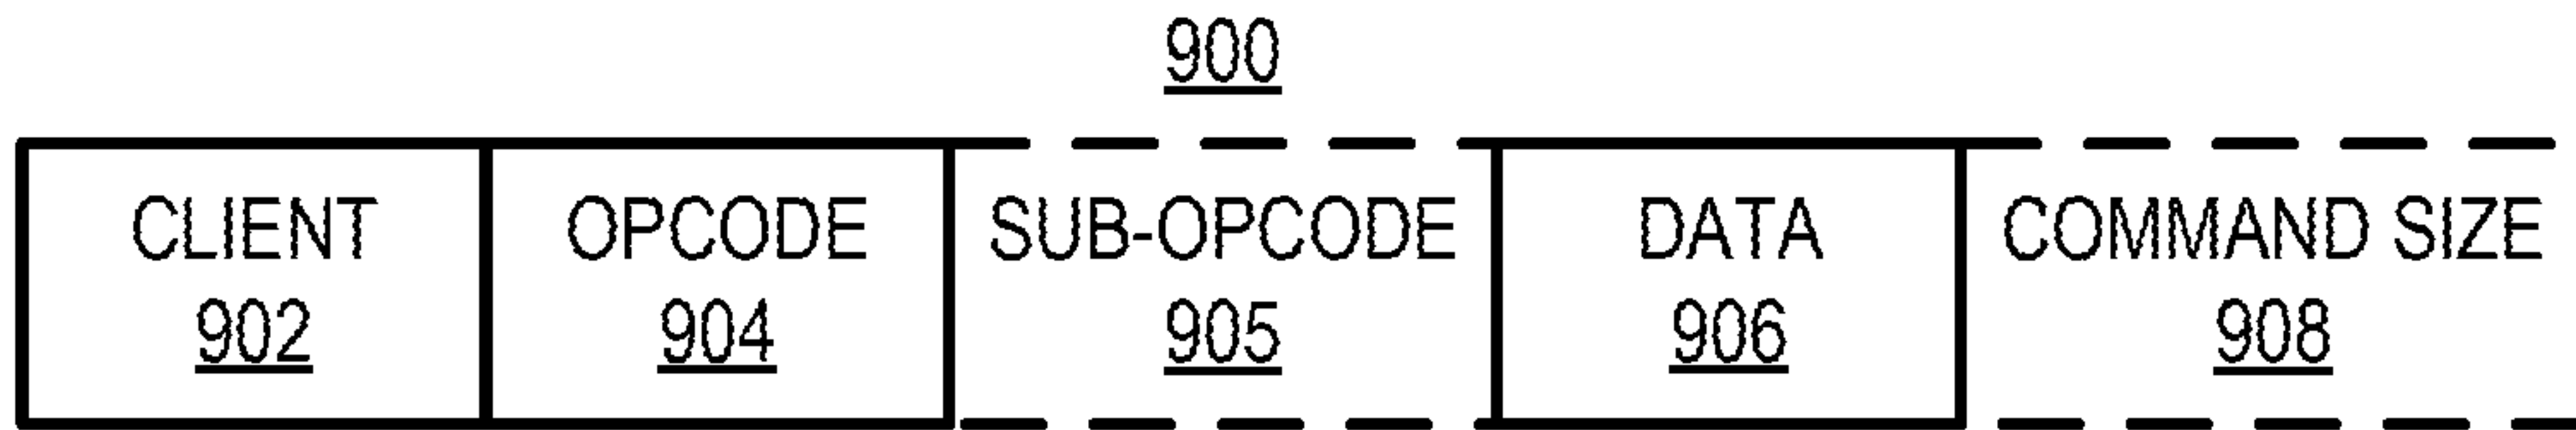 900
CLIENT OPCODE SUB-OPCODE DATA COMMAND SIZE
902 904 905 906 908